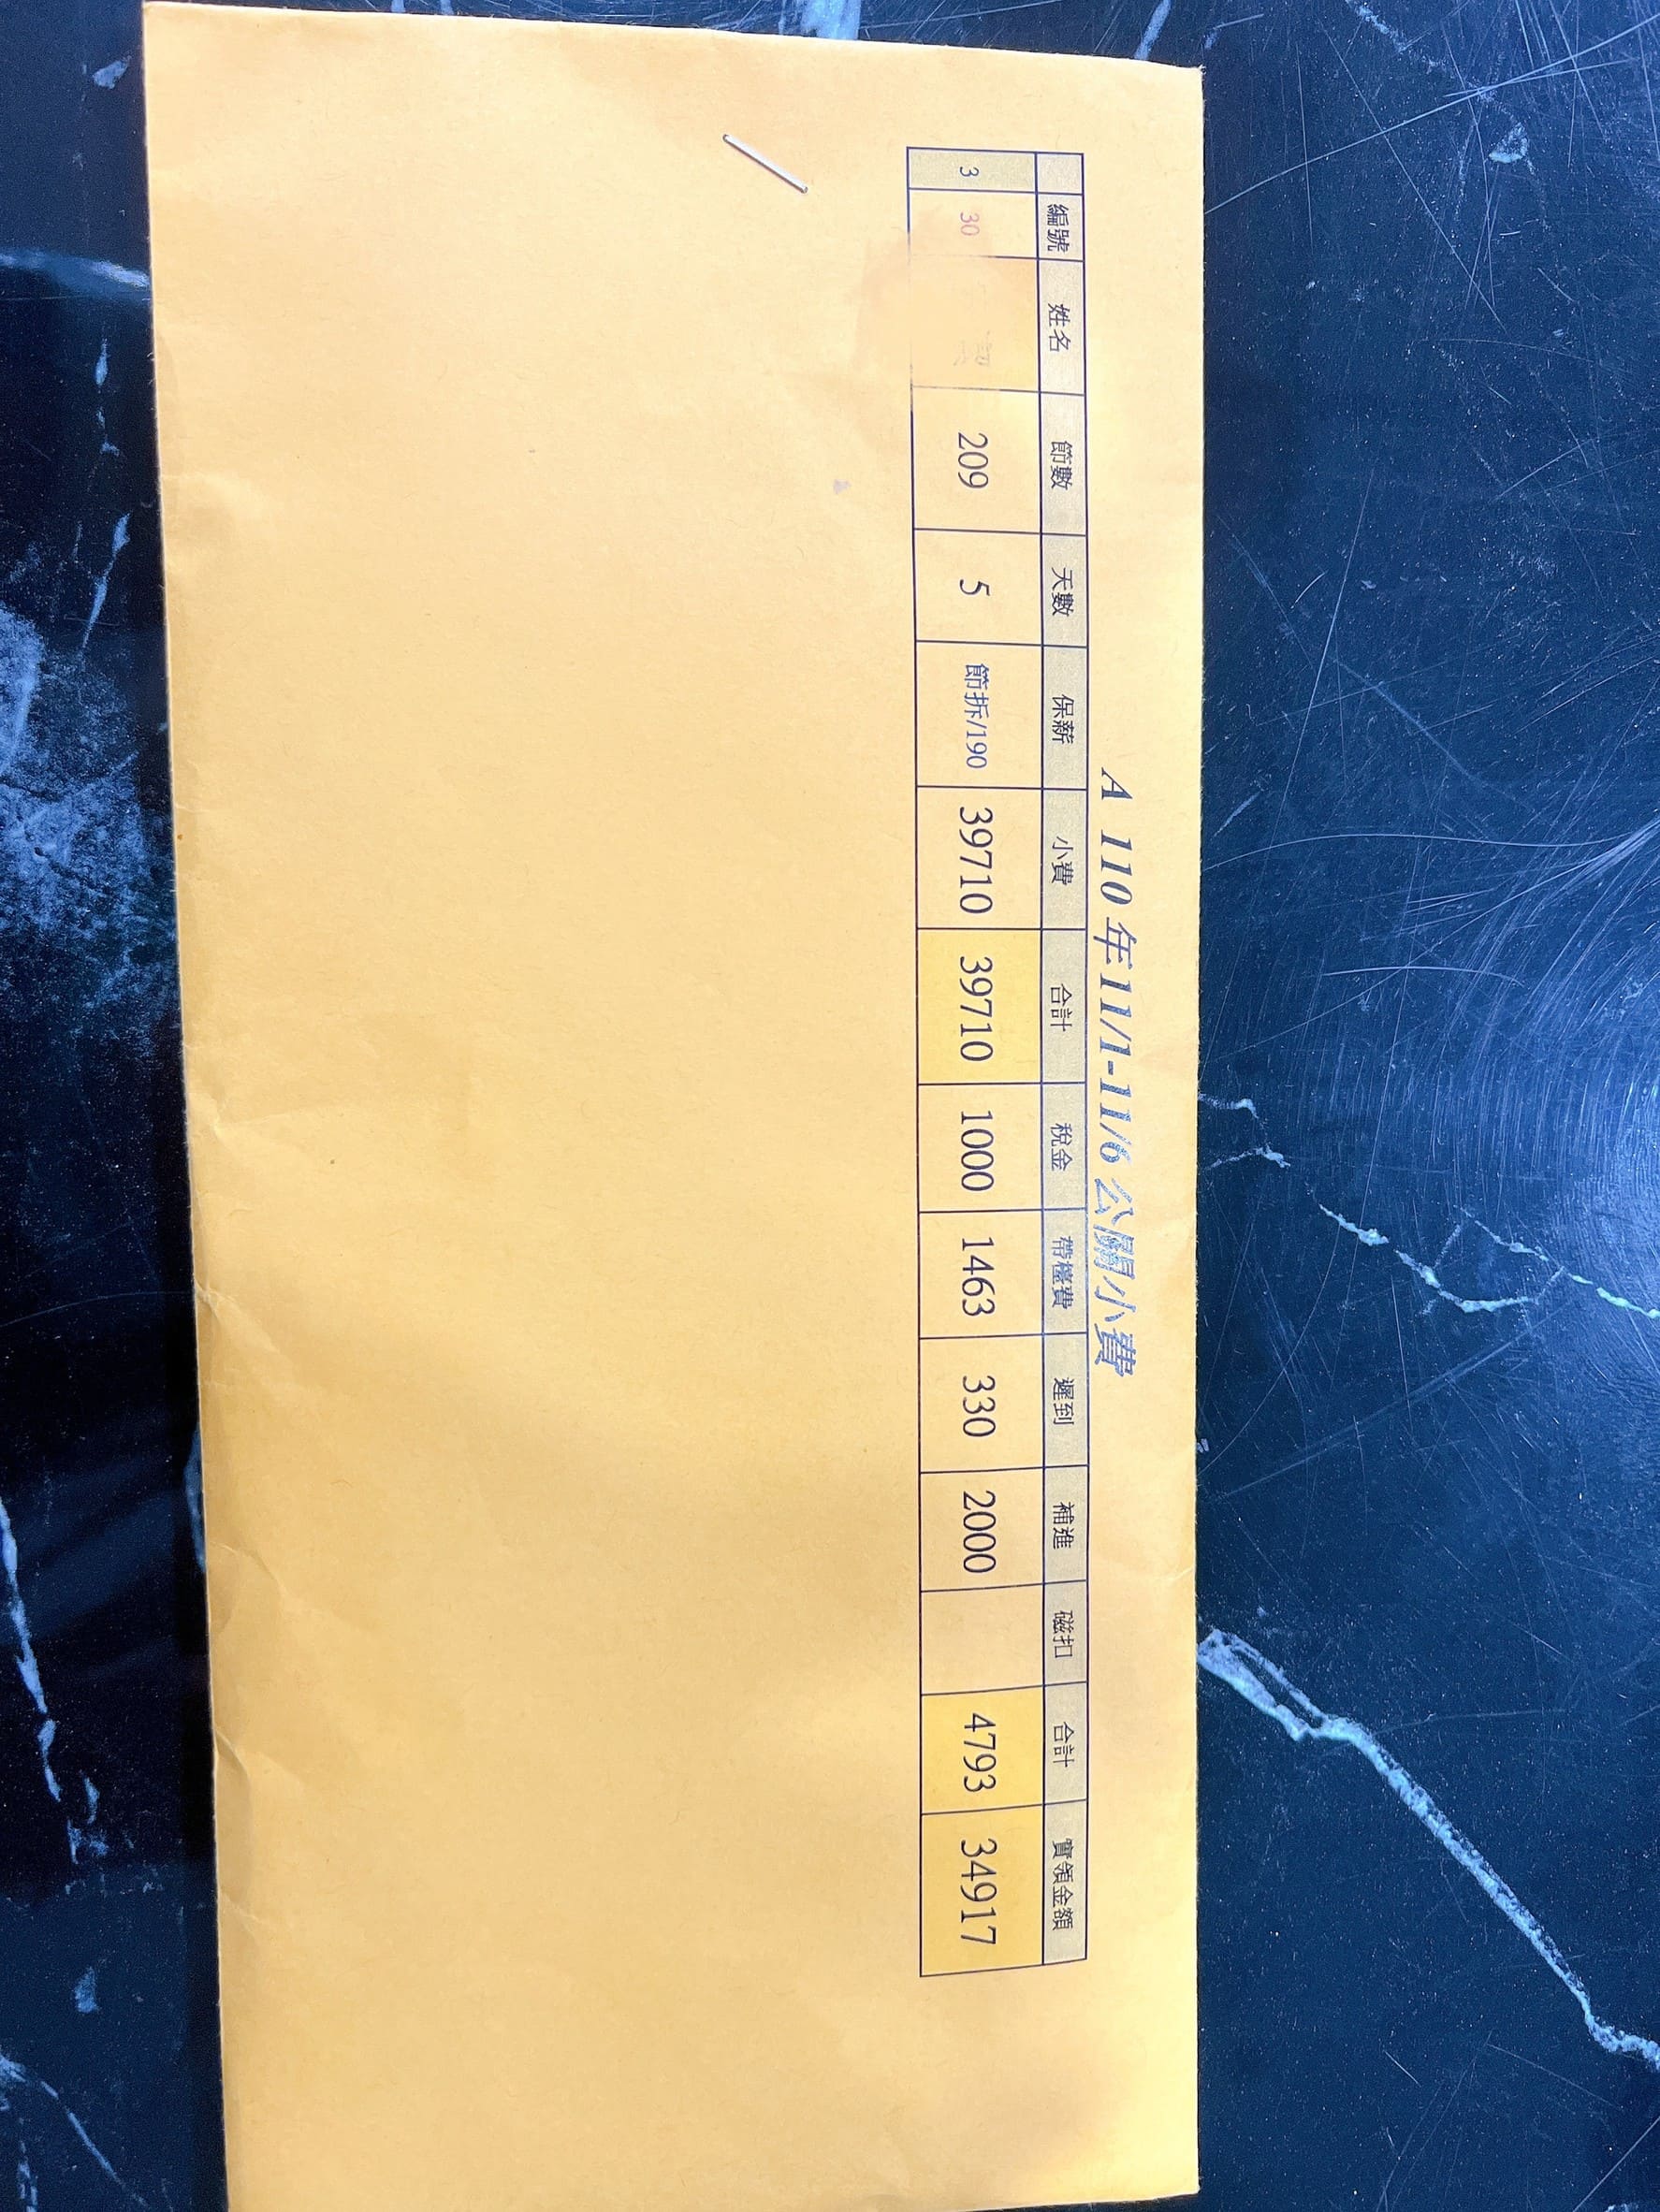 A 110年11/1-11/6公關小費
編號 姓名 節數 天數 保薪 小費 合計 稅金 帶檯費 遲到 補進 磁扣 合計 實領金額
3 30 209 5 節拆/190 39710 39710 1000 1463 330 2000 4793 34917